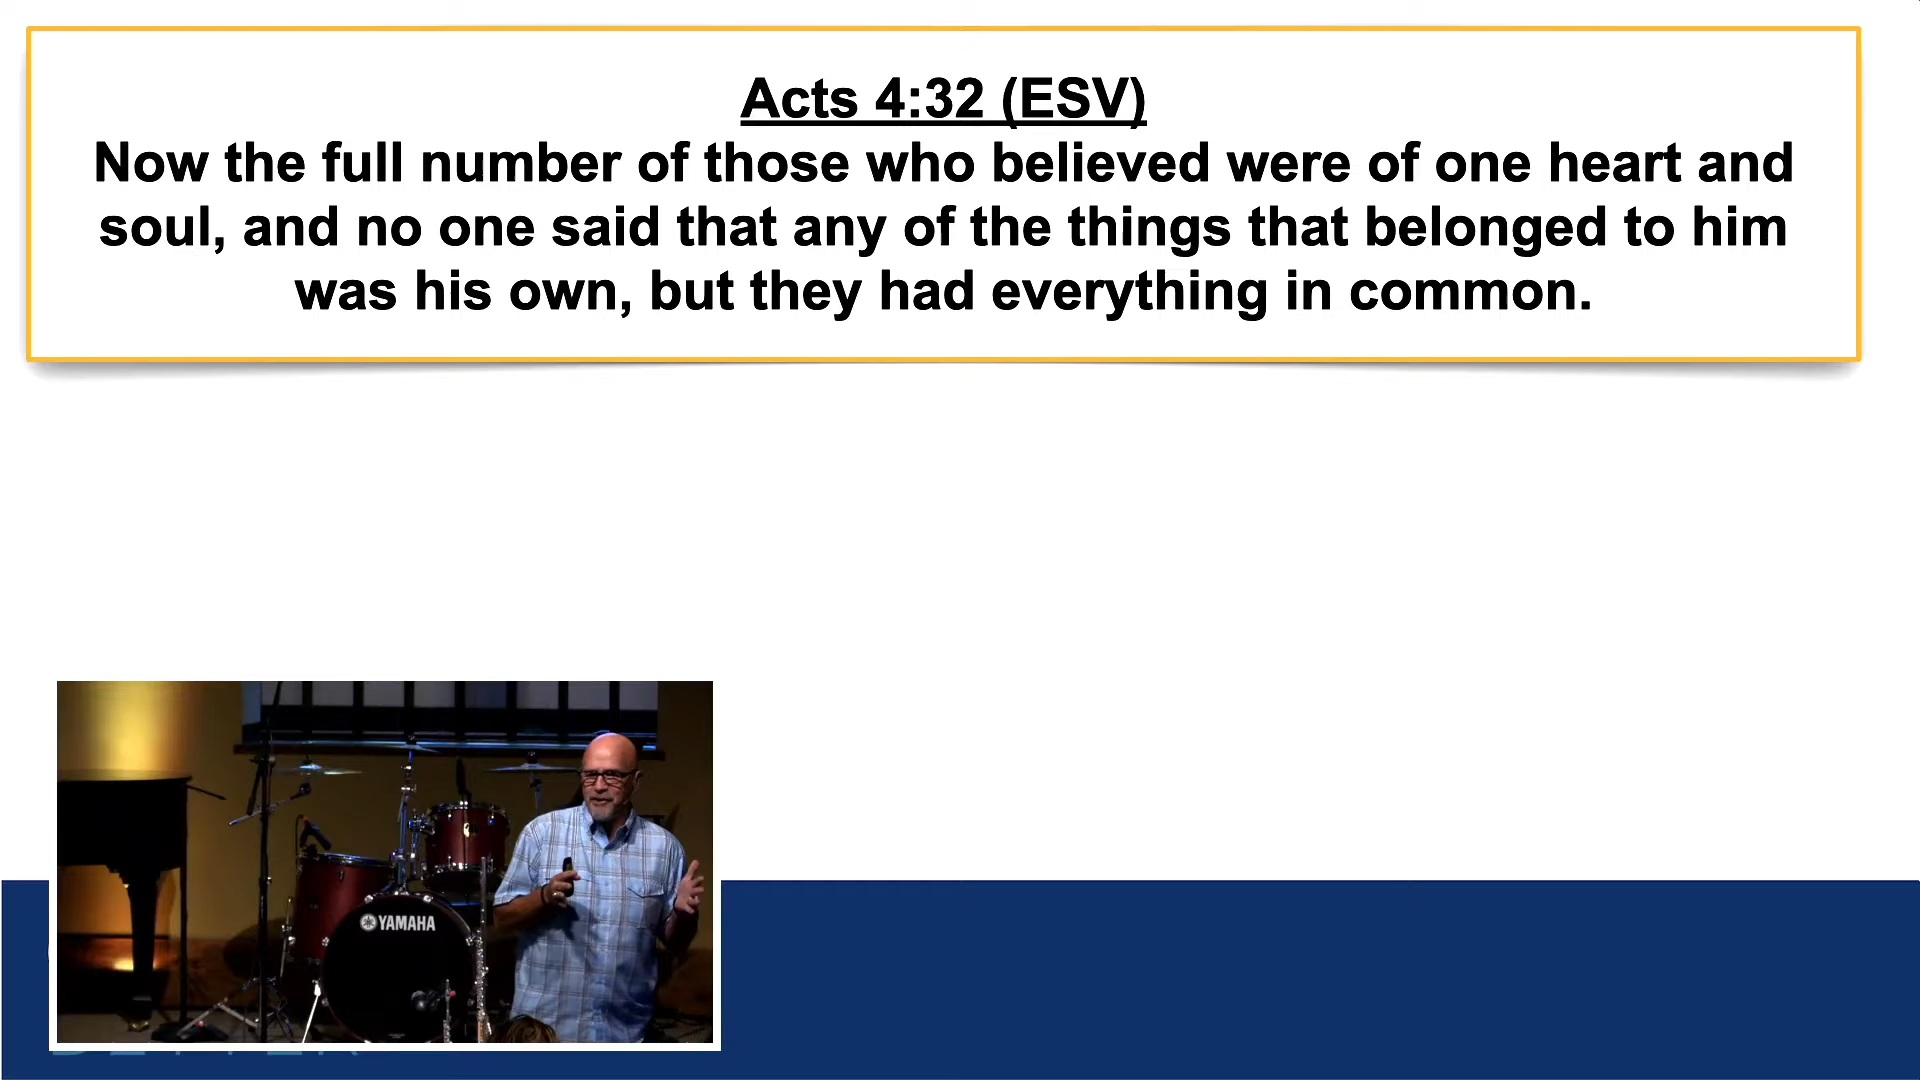 Acts 4:32 (ESV)
Now the full number of those who believed were of one heart and
soul, and no one said that any of the things that belonged to him
was his own, but they had everything in common.
YAMAHA